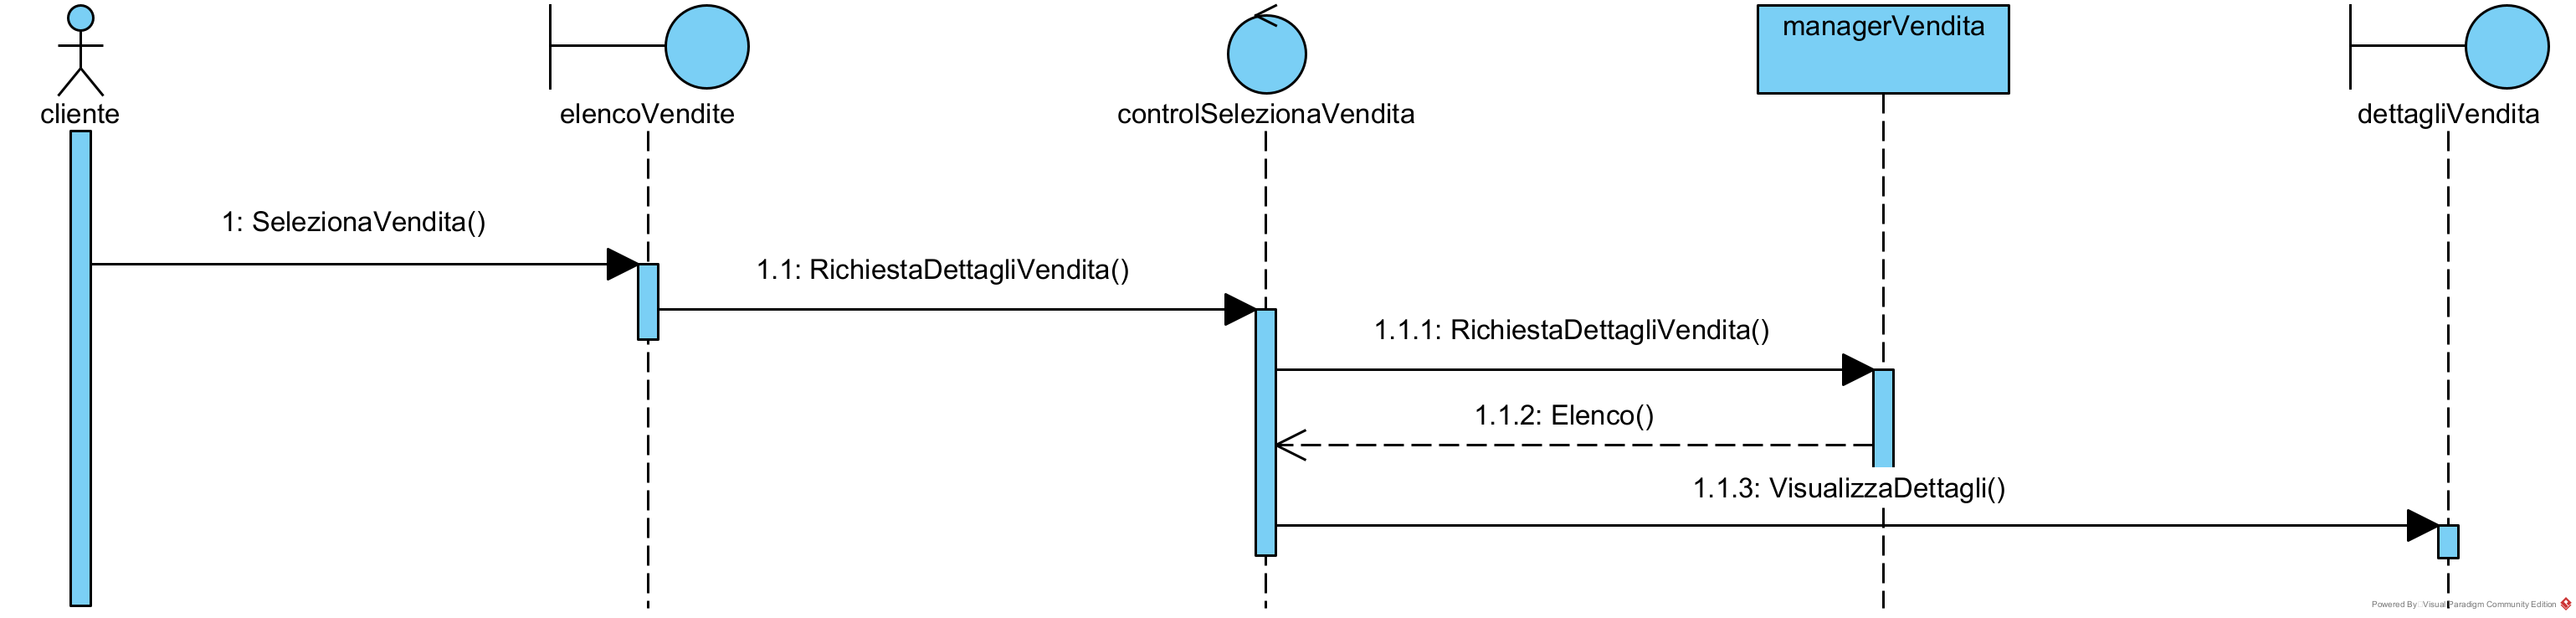 managerVendita
cliente
elencoVendite
controlSelezionaVendita
dettagliVendita
1: SelezionaVendita()
1.1: RichiestaDettagliVendita()
1.1.1: RichiestaDettagliVendita()
1.1.2: Elenco()
1.1.3: VisualizzaDettagli()
Powered By Visual Paradigm Community Edition